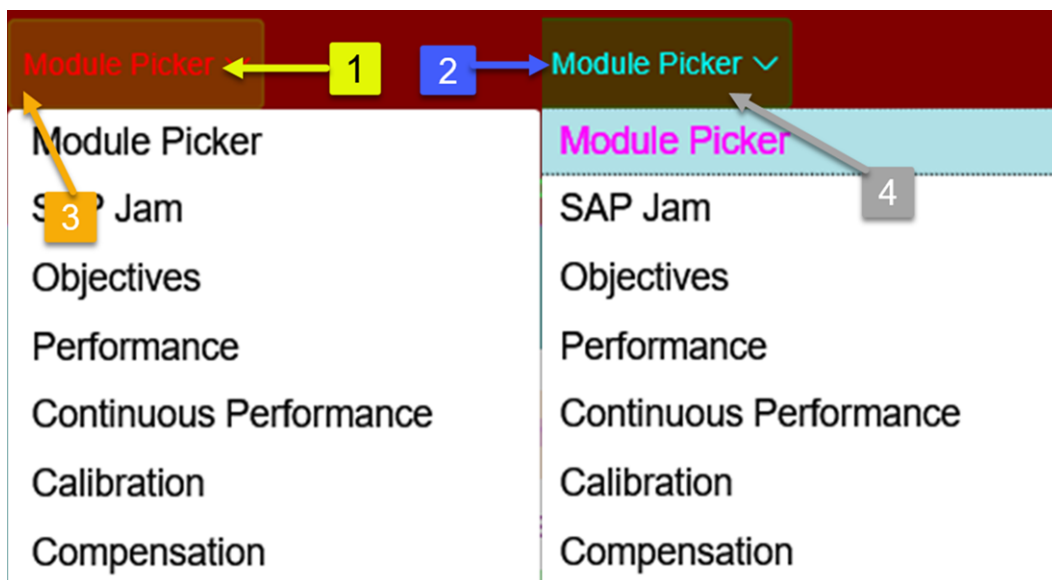 Module Picker
1
2
Module Picker
Module Picker
Module Picker
SAP Jam
3
SAP Jam
4
Objectives
Objectives
Performance
Performance
Continuous Performance
Continuous Performance
Calibration
Calibration
Compensation
Compensation